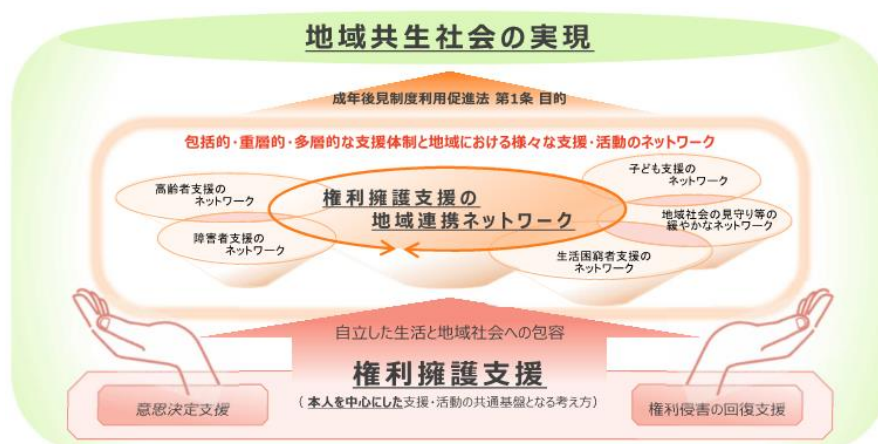 地域共生社会の実現
成年後見制度利用促進法 第1条 目的
包括的・重層的・多層的な支援体制と地域における様々な支援・活動のネットワーク
高齢者支援の
ネットワーク
障害者支援の
ネットワーク
権利擁護支援の
地域連携ネットワーク
子ども支援の
ネットワーク
地域社会の見守り等の
緩やかなネットワーク
生活困窮者支援の
ネットワーク
自立した生活と地域社会への包容
権利擁護支援
(本人を中心にした支援・活動の共通基盤となる考え方)
意思決定支援
権利侵害の回復支援